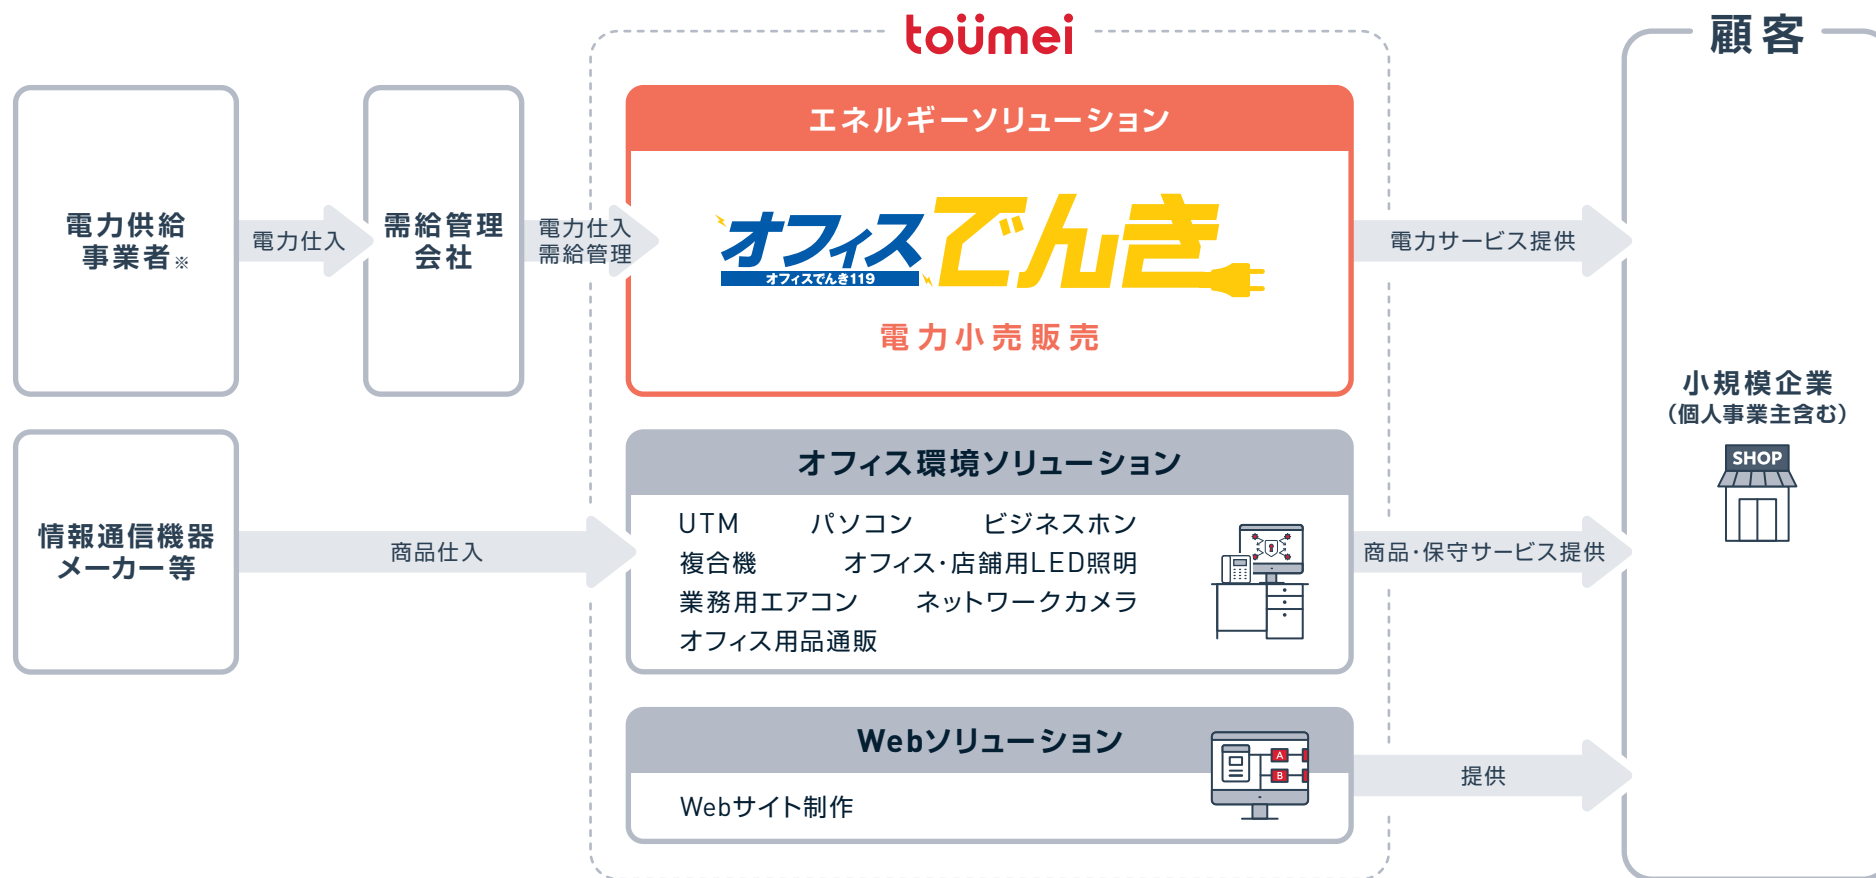 toümei
顧客
電力供給
事業者※
電力仕入
需給管理
会社
電力仕入
需給管理
エネルギーソリューション
オフィスでんき
オフィスでんき119
電力小売販売
電力サービス提供
情報通信機器
メーカー等
商品仕入
オフィス環境ソリューション
UTM パソコン ビジネスホン
複合機 オフィス・店舗用LED照明
業務用エアコン ネットワークカメラ
オフィス用品通販
商品・保守サービス提供
Webソリューション
A
B
Webサイト制作
提供
小規模企業
（個人事業主含む）
SHOP